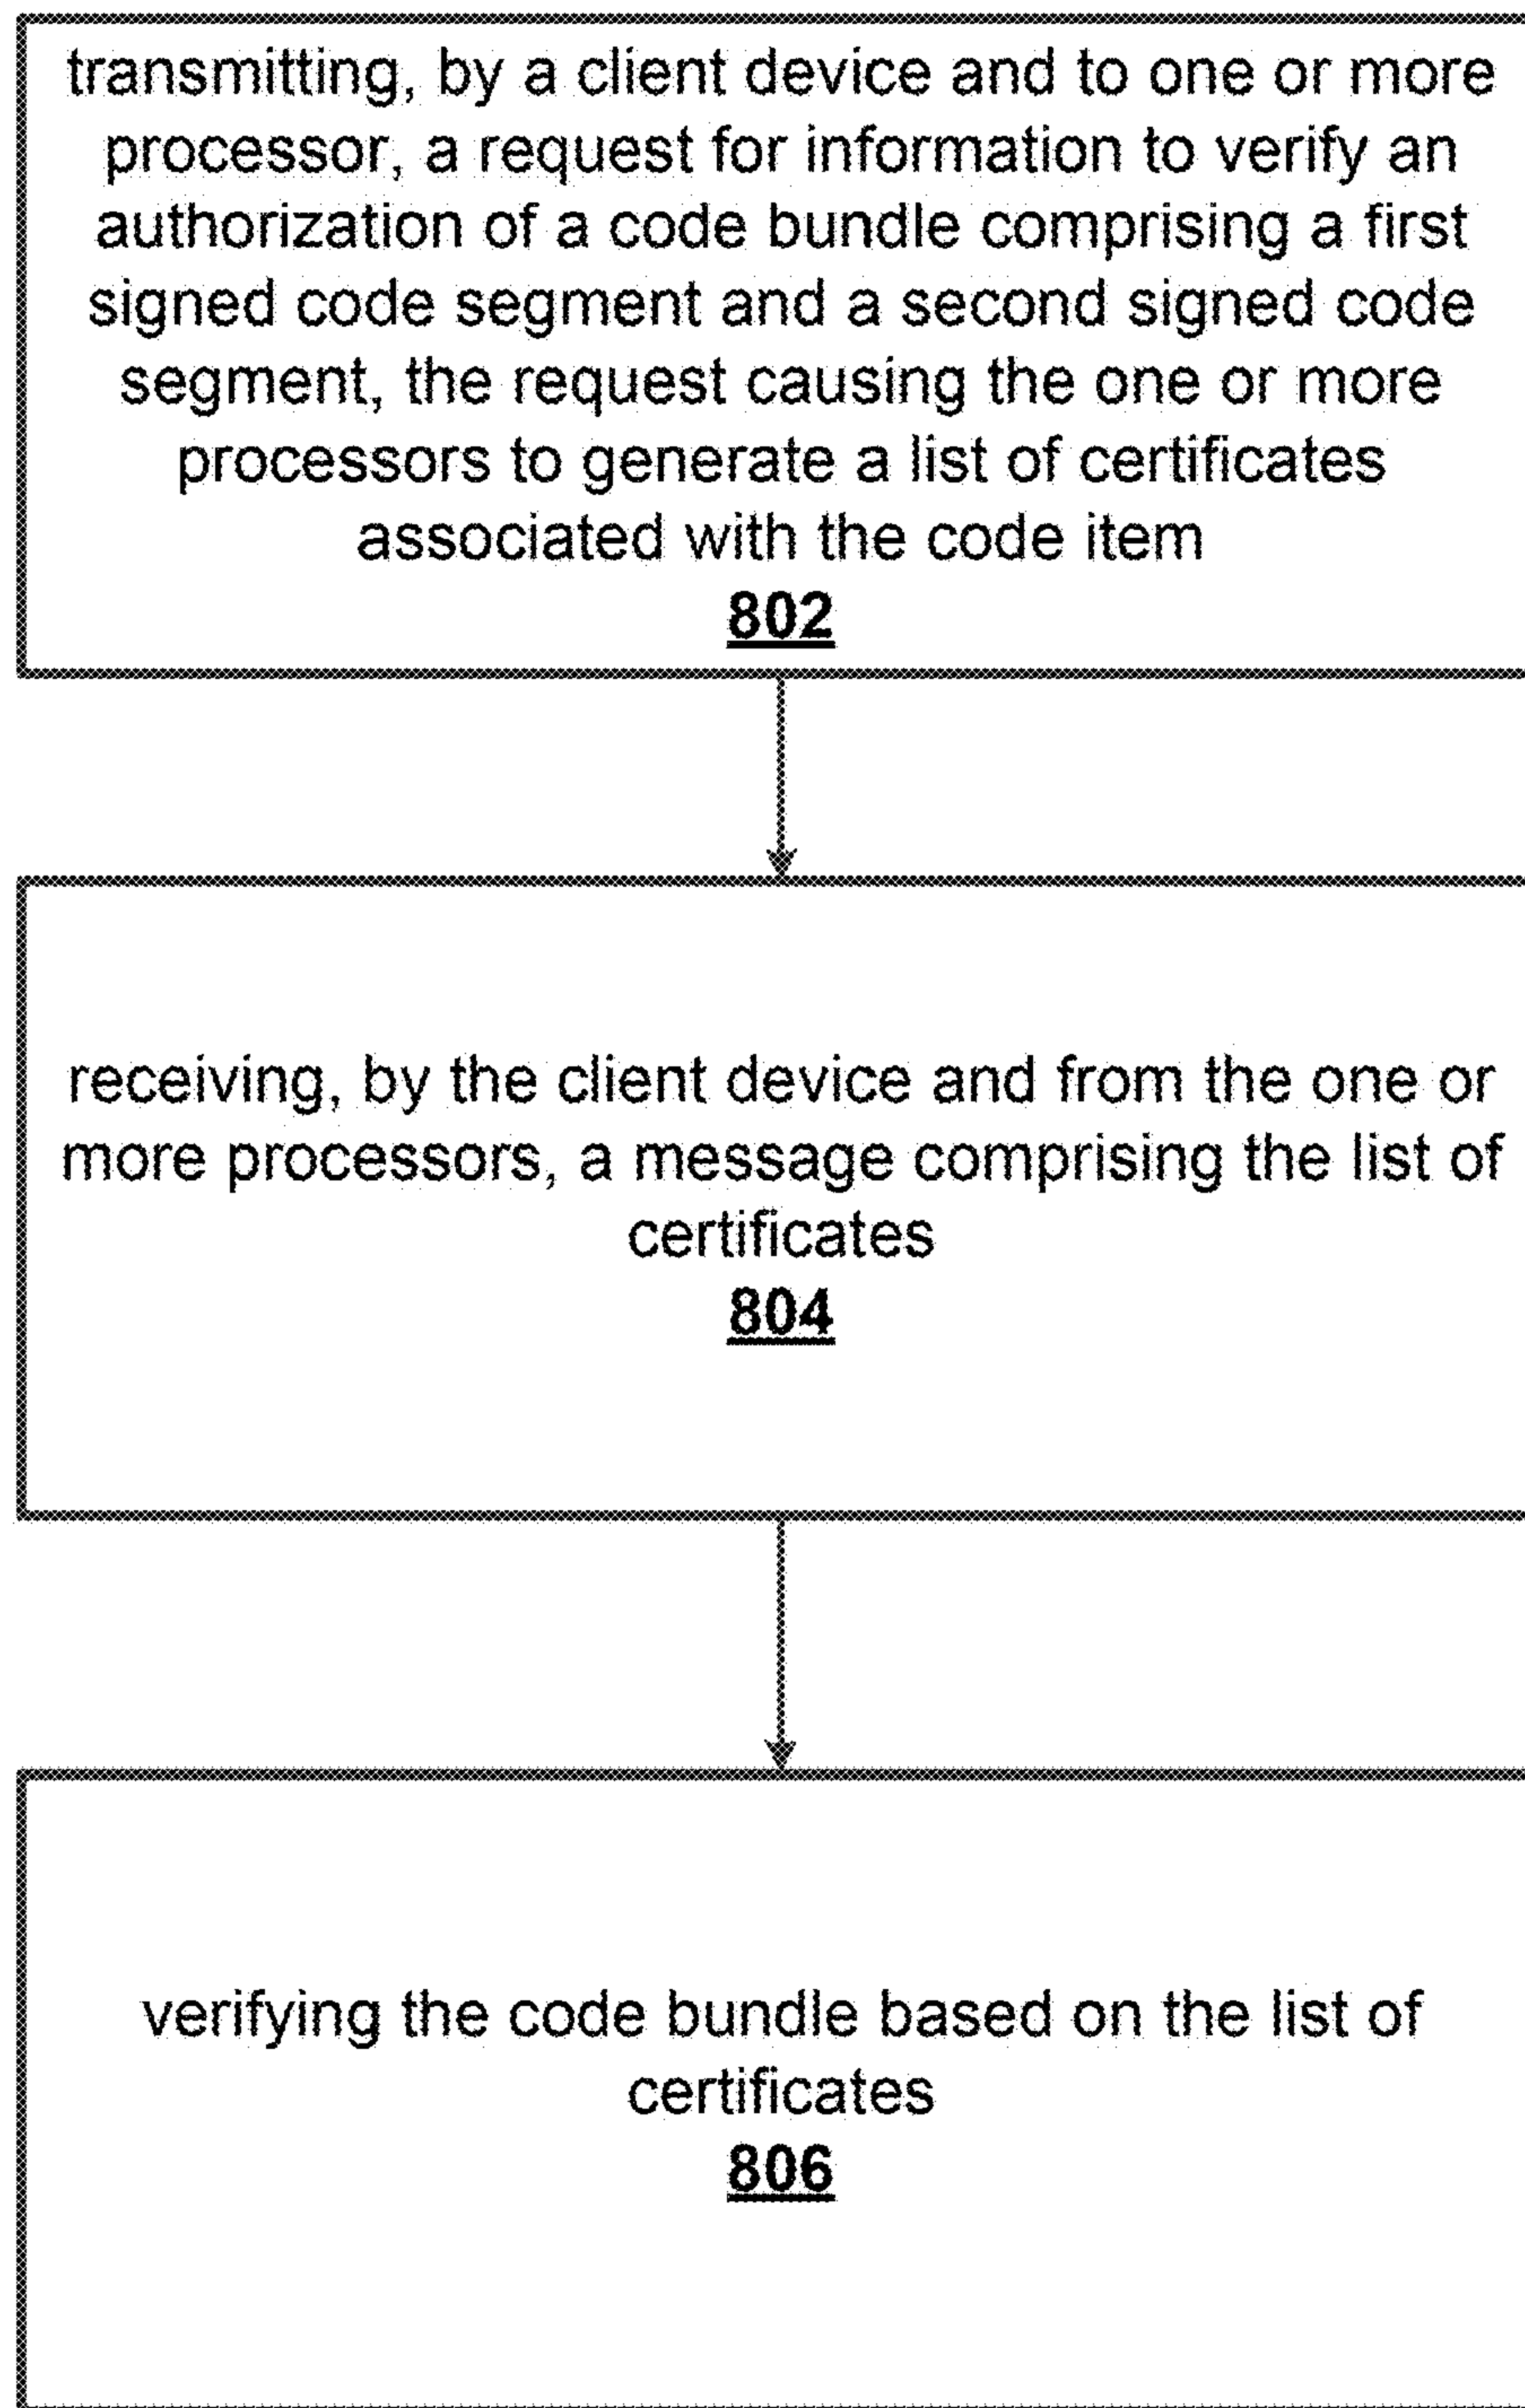 transmitting, by a client device and to one or more
processor, a request for information to verify an
authorization of a code bundle comprising a first
signed code segment and a second signed code
segment, the request causing the one or more
processors to generate a list of certificates
associated with the code item
802
receiving, by the client device and from the one or
more processors, a message comprising the list of
certificates
804
verifying the code bundle based on the list of
certificates
806